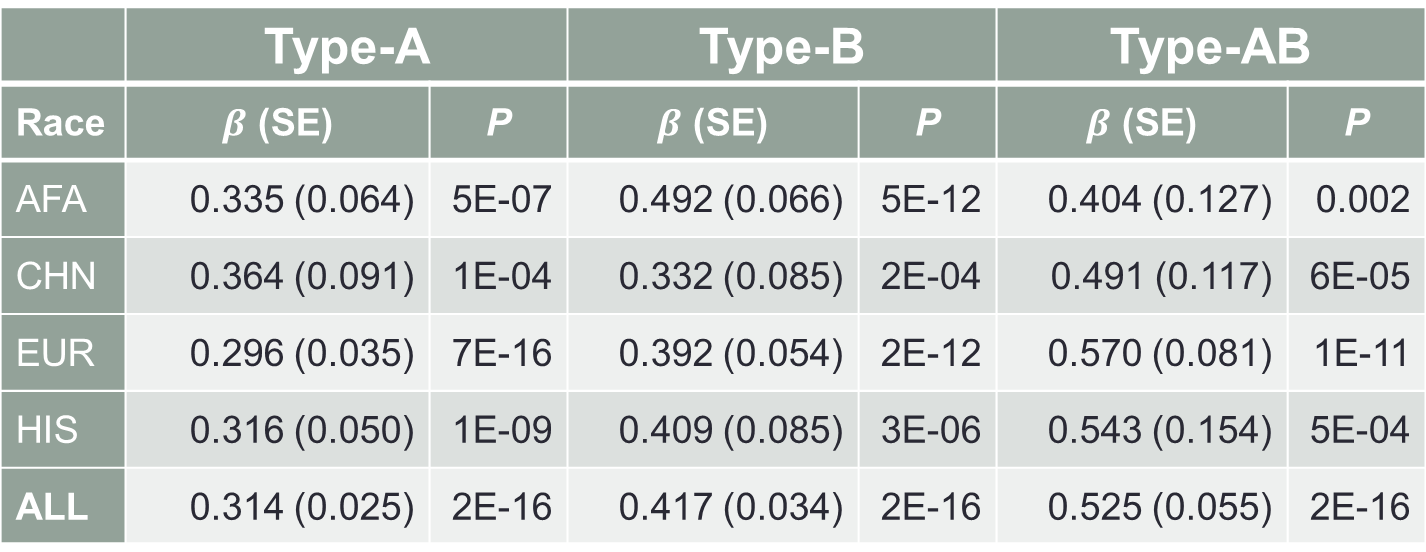 Type-A Type-B Type-AB
Race β (SE) P β (SE) P β (SE) P
AFA 0.335 (0.064) 5E-07 0.492 (0.066) 5E-12 0.404 (0.127) 0.002
CHN 0.364 (0.091) 1E-04 0.332 (0.085) 2E-04 0.491 (0.117) 6E-05
EUR 0.296 (0.035) 7E-16 0.392 (0.054) 2E-12 0.570 (0.081) 1E-11
HIS 0.316 (0.050) 1E-09 0.409 (0.085) 3E-06 0.543 (0.154) 5E-04
ALL 0.314 (0.025) 2E-16 0.417 (0.034) 2E-16 0.525 (0.055) 2E-16